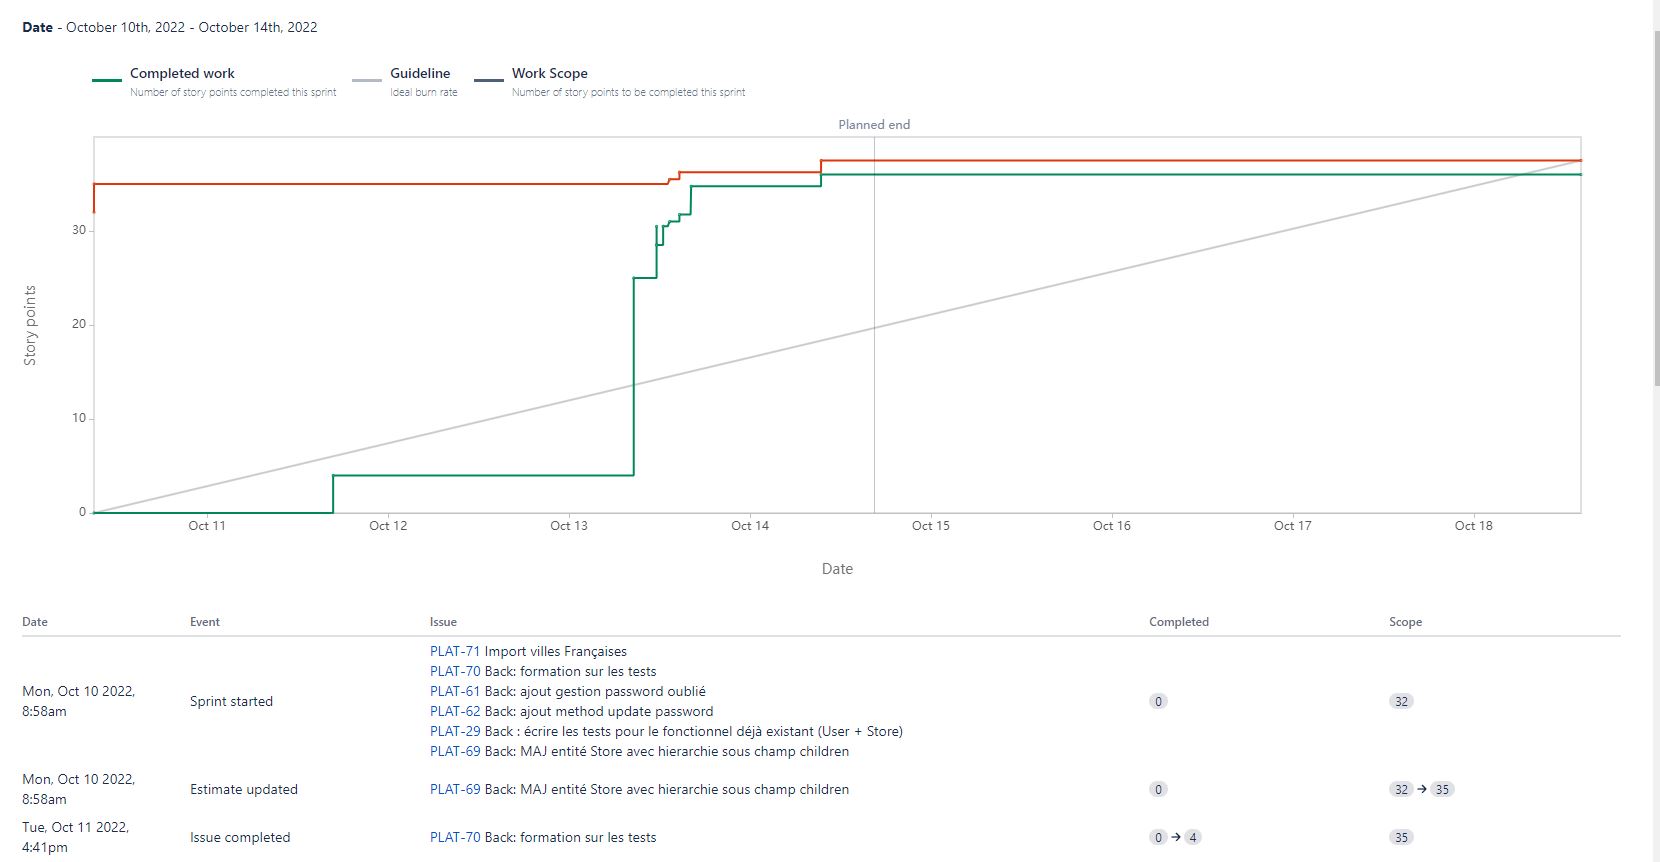 Date - October 10th, 2022 - October 14th, 2022
Completed work
Number of story points completed this sprint
Guideline
Ideal burn rate
Work Scope
Number of story points to be completed this sprint
Planned end
Story points
30
20
10
0
Oct 11 Oct 12 Oct 13 Oct 14 Oct 15 Oct 16 Oct 17 Oct 18
Date
Date Event Issue Completed Scope
Mon, Oct 10 2022,
8:58am
Sprint started
PLAT-71 Import villes Françaises
PLAT-70 Back: formation sur les tests
PLAT-61 Back: ajout gestion password oublié
PLAT-62 Back: ajout method update password
PLAT-29 Back : écrire les tests pour le fonctionnel déjà existant (User + Store)
PLAT-69 Back: MAJ entité Store avec hierarchie sous champ children
0 32
Mon, Oct 10 2022,
8:58am
Estimate updated PLAT-69 Back: MAJ entité Store avec hierarchie sous champ children 0 32 → 35
Tue, Oct 11 2022,
4:41pm
Issue completed PLAT-70 Back: formation sur les tests 0 → 4 35